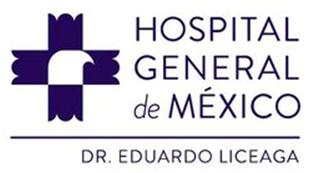 HOSPITAL
GENERAL
de MÉXICO
DR. EDUARDO LICEAGA